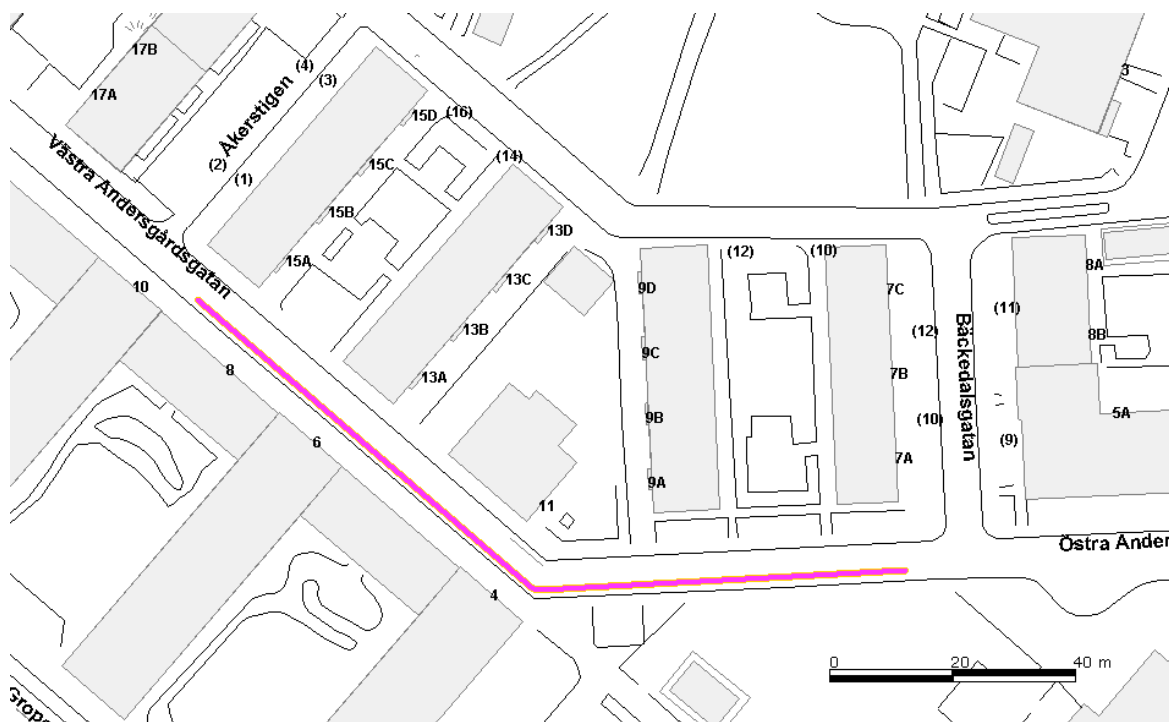 17B
(4)
(3)
3
17A
Åkerstigen
15D
(16)
Västra Andersgårdsgatan
(2)
(1)
15C
(14)
15B
13D
15A
(12)
(10)
8A
10
13C
9D
7C
(11)
13B
(12)
Bäckedalsgatan
8B
8
13A
9C
7B
6
9B
(10)
5A
(9)
9A
7A
11
Östra Ander
4
0
20
40 m
Grope